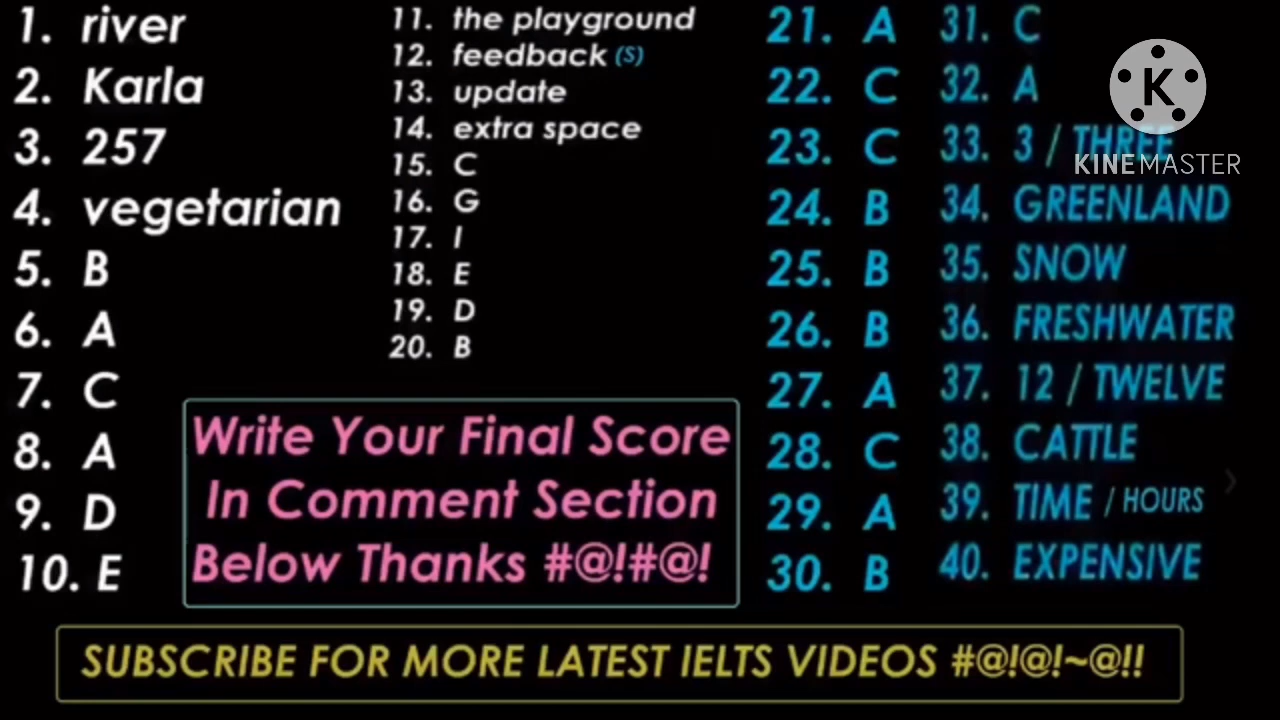 1. river
2. Karla
3. 257
4. vegetarian
5. B
6. A
7. C
8. A
9. D
10. E
11. the playground
12. feedback (S)
13. update
14. extra space
15. C
16. G
17. I
18. E
19. D
20. B
Write Your Final Score
In Comment Section
Below Thanks #@!#@!
21. A
22. C
23. C
24. B
25. B
26. B
27. A
28. C
29. A
30. B
31. C
32. A
33. 3 / THREE
34. GREENLAND
35. SNOW
36. FRESHWATER
37. 12 / TWELVE
38. CATTLE
39. TIME / HOURS
40. EXPENSIVE
K
KINEMASTER
SUBSCRIBE FOR MORE LATEST IELTS VIDEOS #@!@!~@!!